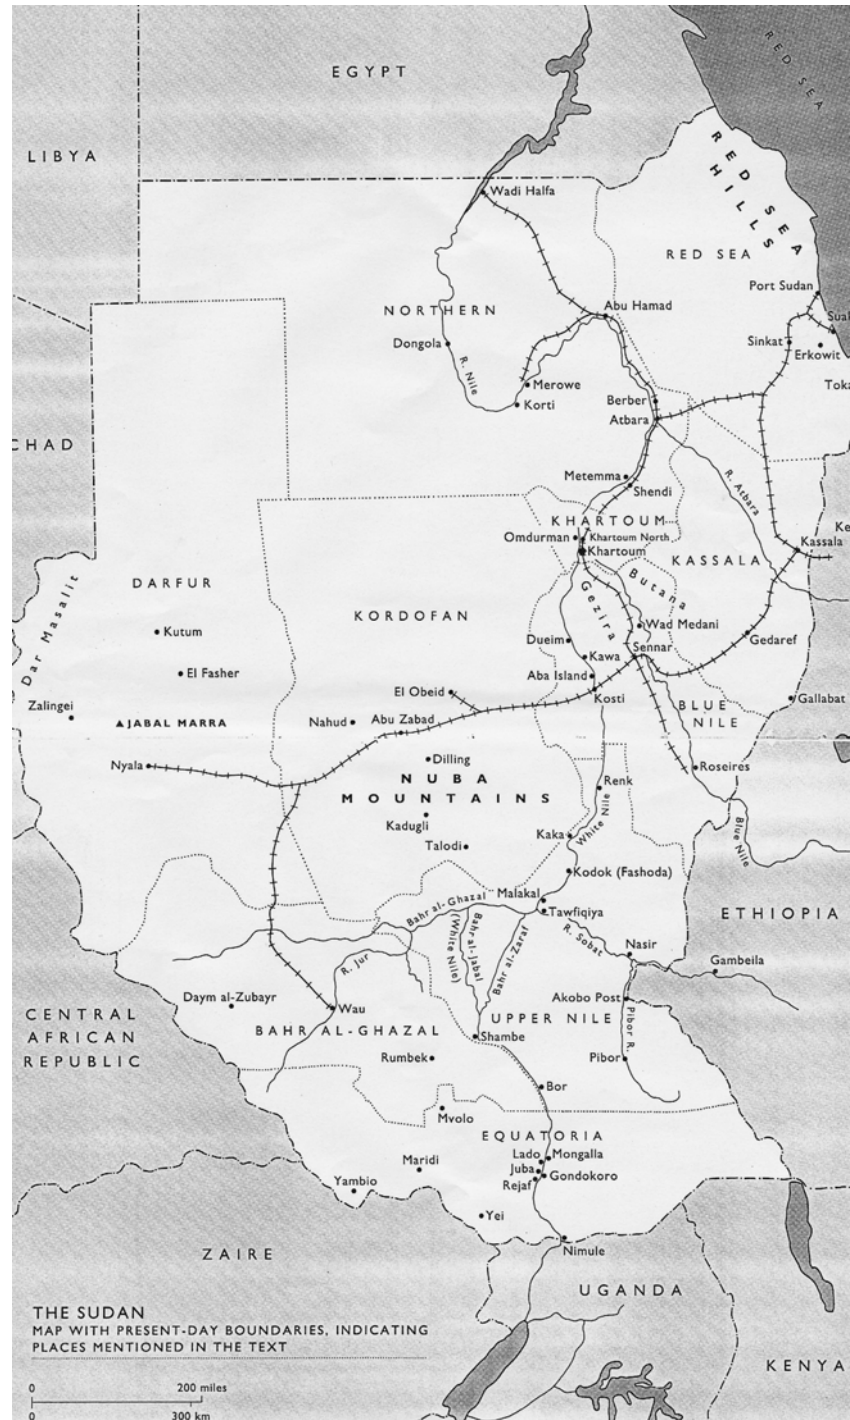 EGYPT
RED SEA
LIBYA
Wadi Halfa
RED SEA
HILLS
RED SEA
Port Sudan
NORTHERN
Abu Hamad
Suak
Dongola
Sinkat
Erkowit
R. Nile
Merowe
Toka
Korti
Berber
Atbara
CHAD
Metemma
Shendi
R. Atbara
KHARTOUM
Omdurman
Khartoum North
Khartoum
Kassala
Ke
KASSALA
Butana
Gezira
DARFUR
Dar Masalit
KORDOFAN
Kutum
Wad Medani
Gedaref
Dueim
Kawa
Sennar
El Fasher
Aba Island
El Obeid
Kosti
Gallabat
Zalingei
BLUE
NILE
JABAL MARRA
Nahud
Abu Zabad
Nyala
Dilling
Roseires
NUBA
MOUNTAINS
Renk
Kadugli
White Nile
Kaka
Blue Nile
Talodi
Kodok (Fashoda)
Bahr al-Ghazal
Malakal
Tawfiqiya
ETHIOPIA
Bahr al-Jabal
(White Nile)
Bahr al-Zaraf
R. Sobat
Nasir
Gambeila
R. Jur
Daym al-Zubayr
Wau
Akobo Post
CENTRAL
AFRICAN
REPUBLIC
BAHR AL-GHAZAL
UPPER NILE
Pibor R.
Shambe
Rumbek
Pibor
Bor
Mvolo
EQUATORIA
Lado
Mongalla
Maridi
Juba
Gondokoro
Rejaf
Yambio
Yei
Nimule
ZAIRE
UGANDA
THE SUDAN
MAP WITH PRESENT-DAY BOUNDARIES, INDICATING
PLACES MENTIONED IN THE TEXT
KENYA
0 200 miles
0 300 km